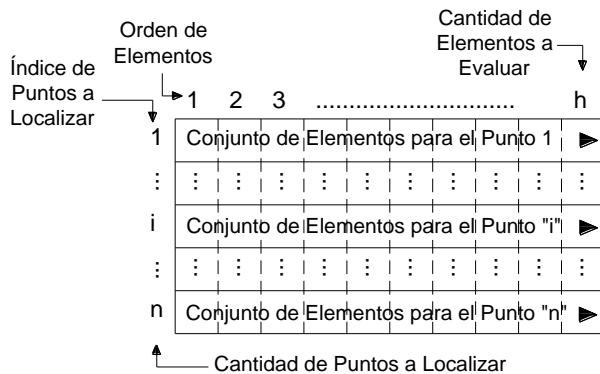 Orden de
Elementos
Cantidad de
Elementos a
Evaluar
Índice de
Puntos a
Localizar
1 2 3 .............................. h
1 Conjunto de Elementos para el Punto 1
⋮ ⋮ ⋮ ⋮ ⋮ ⋮ ⋮ ⋮ ⋮ ⋮
i Conjunto de Elementos para el Punto "i"
⋮ ⋮ ⋮ ⋮ ⋮ ⋮ ⋮ ⋮ ⋮ ⋮
n Conjunto de Elementos para el Punto "n"
Cantidad de Puntos a Localizar